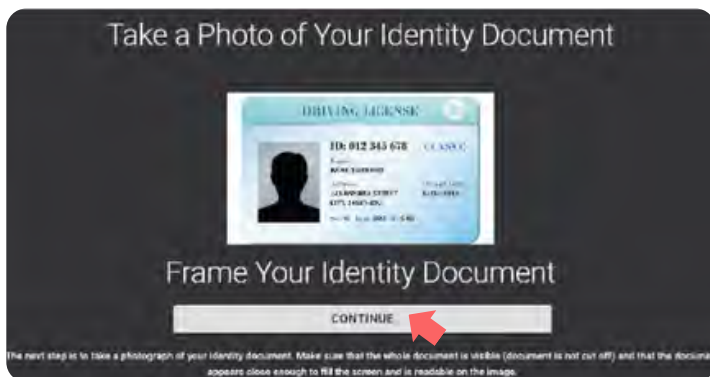 Take a Photo of Your Identity Document
DRIVING LICENSE
ID: 012 345 678
Frame Your Identity Document
CONTINUE
The next step is to take a photograph of your identity document. Make sure that the whole document is visible (document is not cut off) and that the docume
appears close enough to fill the screen and is readable on the image.